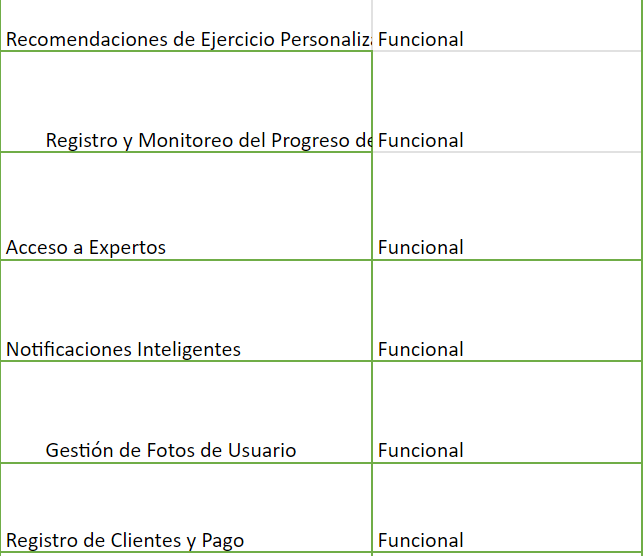 Recomendaciones de Ejercicio Personaliza Funcional
Registro y Monitoreo del Progreso de Funcional
Acceso a Expertos Funcional
Notificaciones Inteligentes Funcional
Gestión de Fotos de Usuario Funcional
Registro de Clientes y Pago Funcional